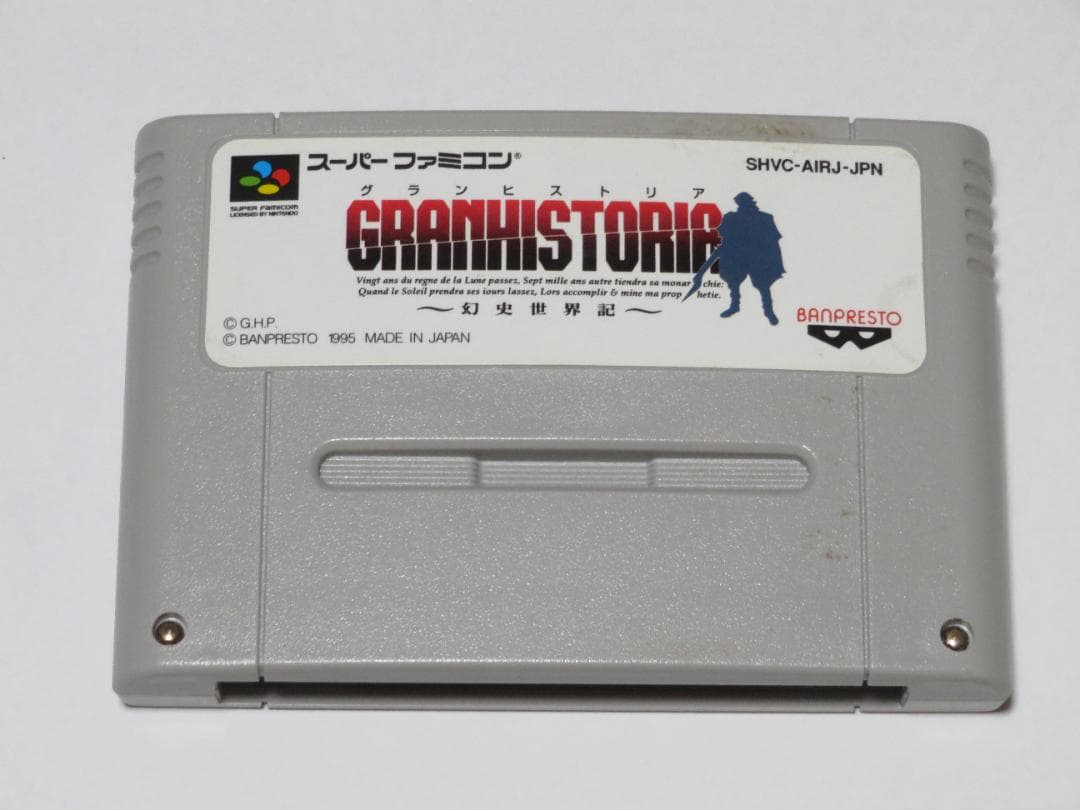 スーパーファミコン®
SUPER FAMICOM
LICENSED BY NINTENDO
SHVC-AIRJ-JPN
グランヒストリア
GRANHISTORIA
Vingt ans du regne de la Lune passez, Sept mille ans autre tiendra sa monar chie:
Quand le Soleil prendra ses iours lassez, Lors accomplir & mine ma prop hetie.
〜幻史世界記〜
© G.H.P.
© BANPRESTO 1995 MADE IN JAPAN
BANPRESTO